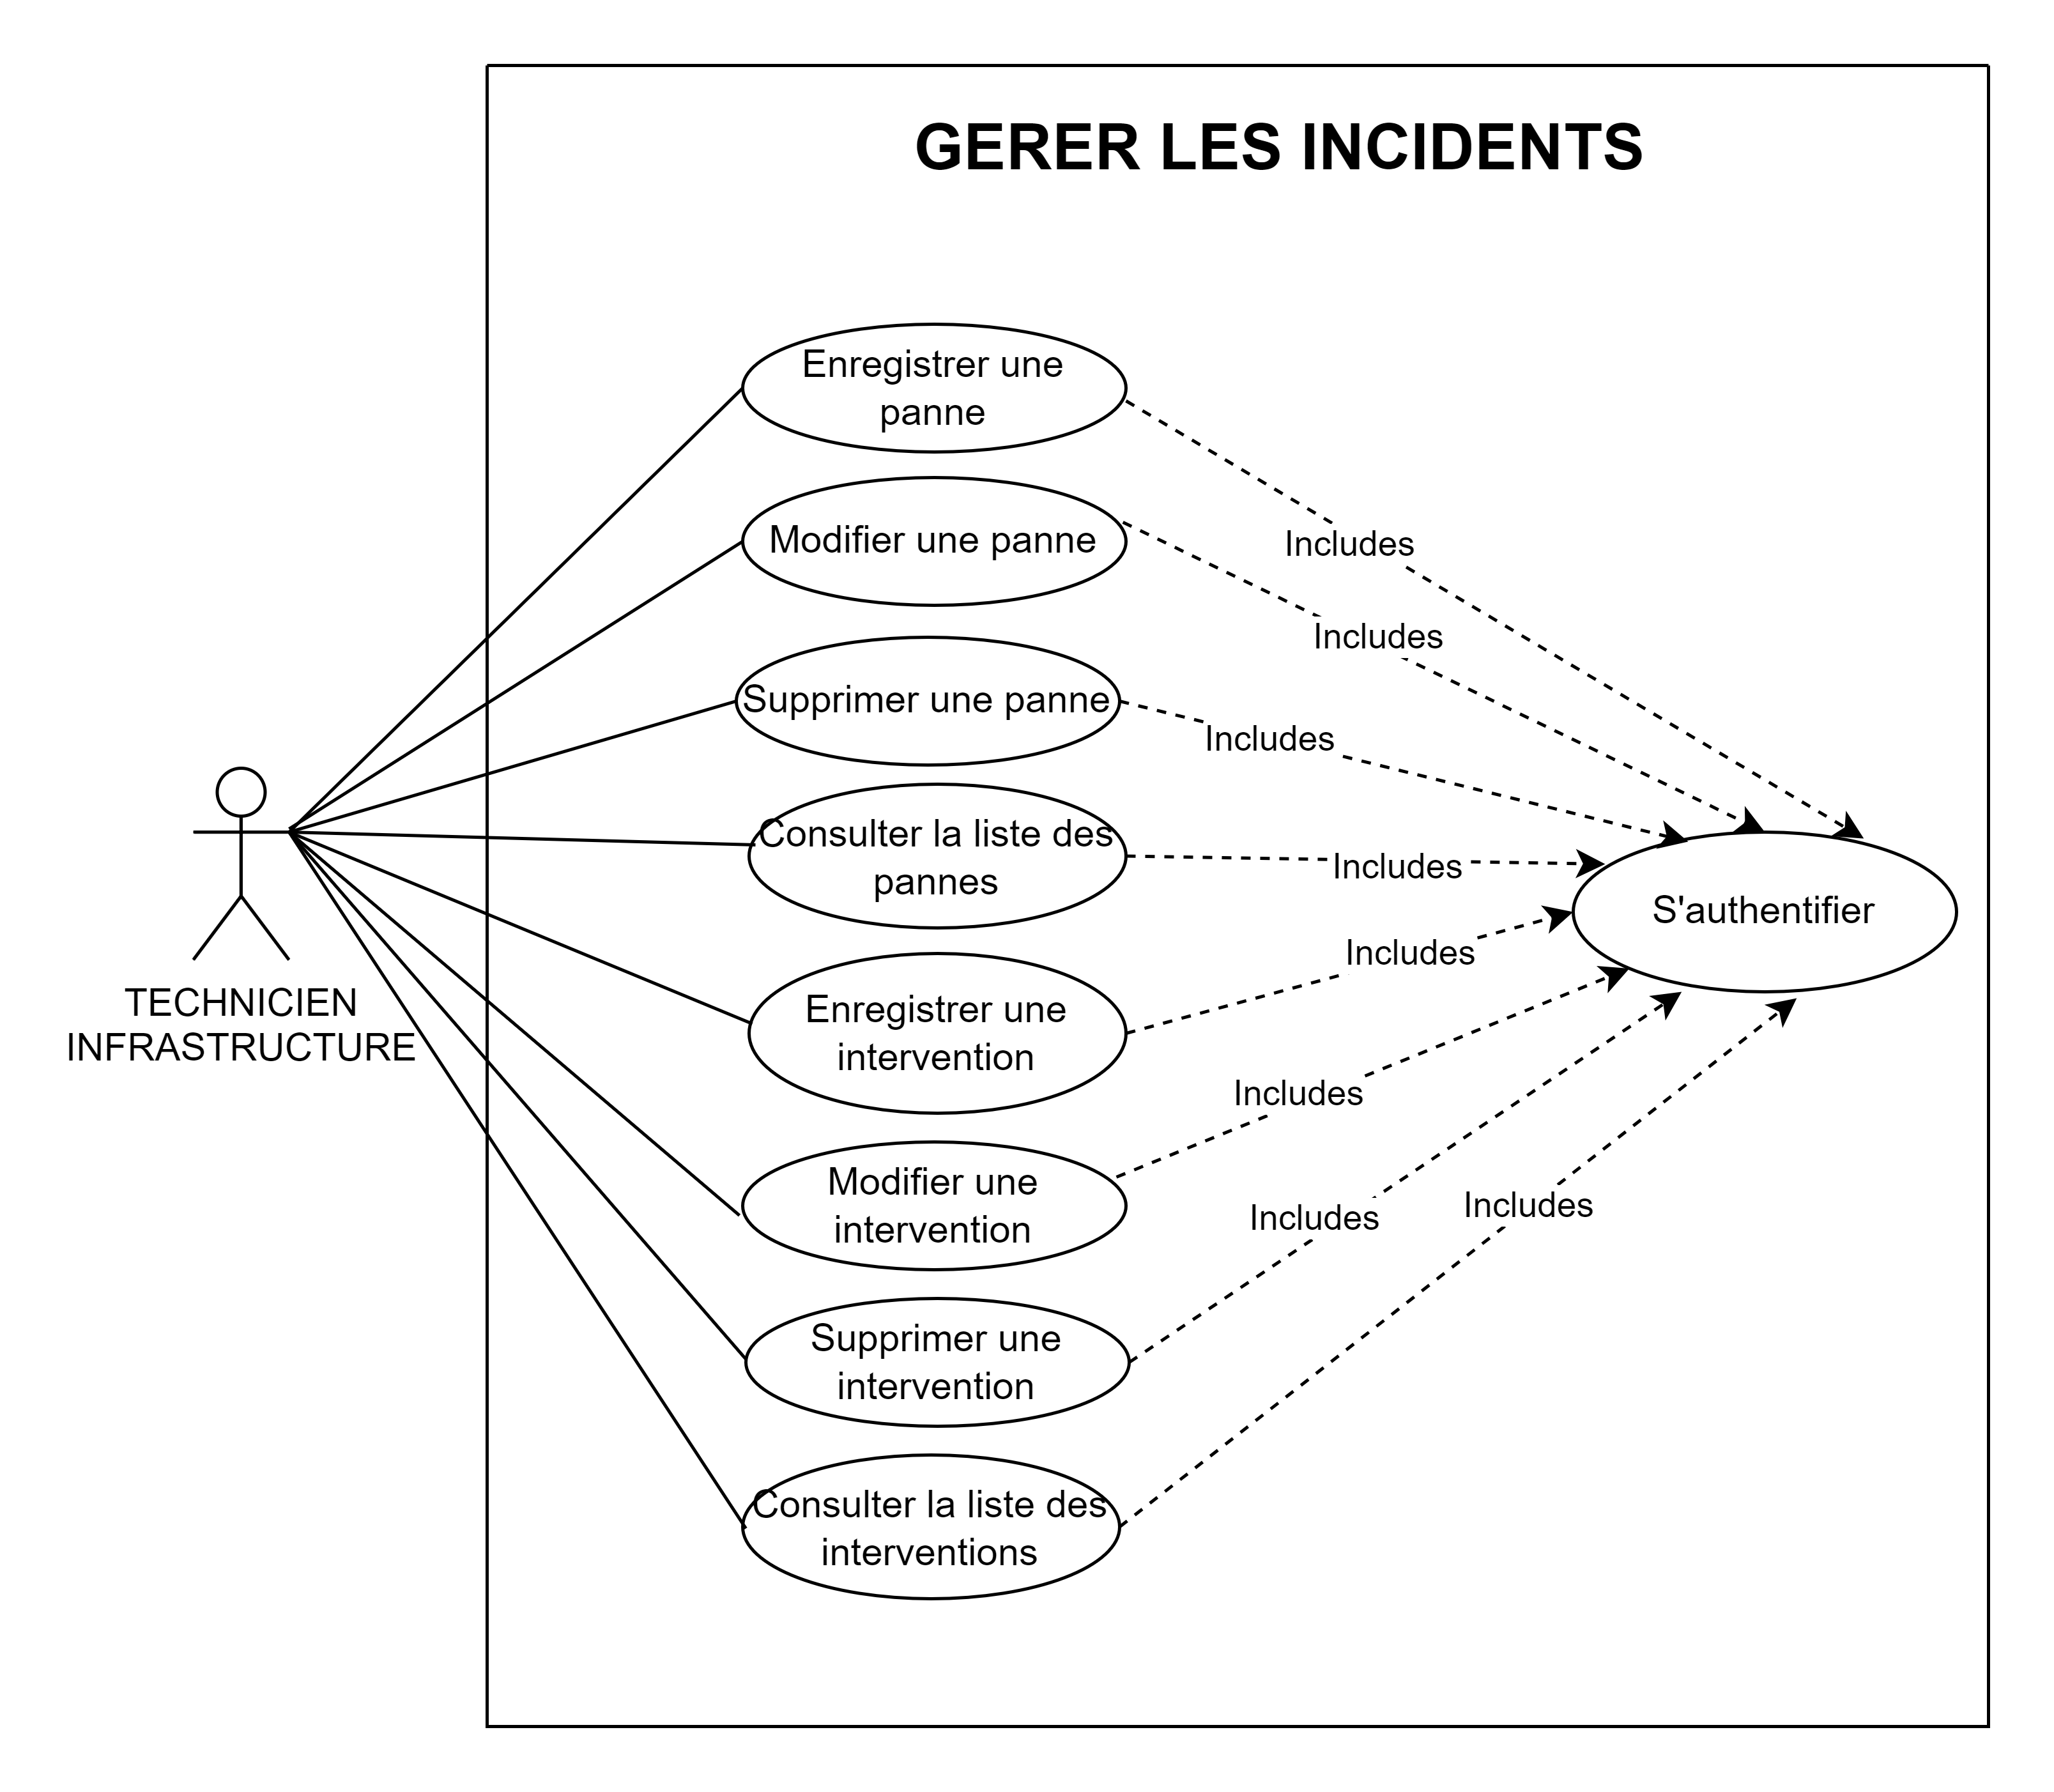 GERER LES INCIDENTS
Enregistrer une
panne
Includes
Modifier une panne
Includes
Supprimer une panne
Includes
Consulter la liste des
pannes
Includes
S'authentifier
TECHNICIEN
INFRASTRUCTURE
Enregistrer une
intervention
Includes
Modifier une
intervention
Includes
Supprimer une
intervention
Includes
Consulter la liste des
interventions
Includes